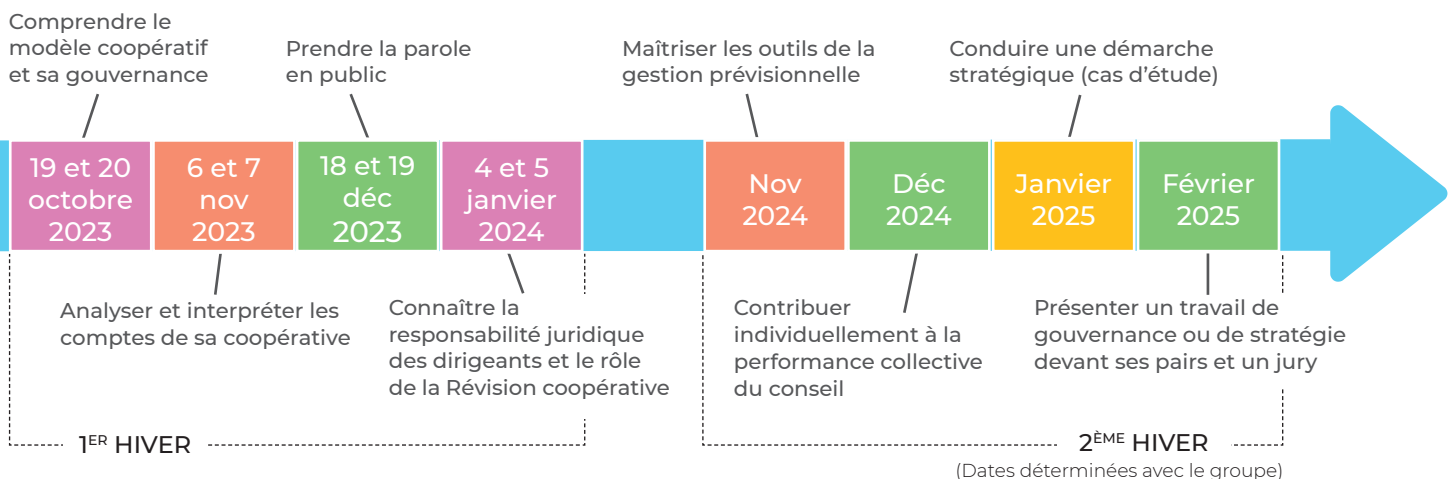 Comprendre le
modèle coopératif
et sa gouvernance
Prendre la parole
en public
Maîtriser les outils de la
gestion prévisionnelle
Conduire une démarche
stratégique (cas d'étude)
19 et 20
octobre
2023
6 et 7
nov
2023
18 et 19
déc
2023
4 et 5
janvier
2024
Nov
2024
Déc
2024
Janvier
2025
Février
2025
Analyser et interpréter les
comptes de sa coopérative
Connaître la
responsabilité juridique
des dirigeants et le rôle
de la Révision coopérative
Contribuer
individuellement à la
performance collective
du conseil
Présenter un travail de
gouvernance ou de stratégie
devant ses pairs et un jury
1ER HIVER
2ÈME HIVER
(Dates déterminées avec le groupe)